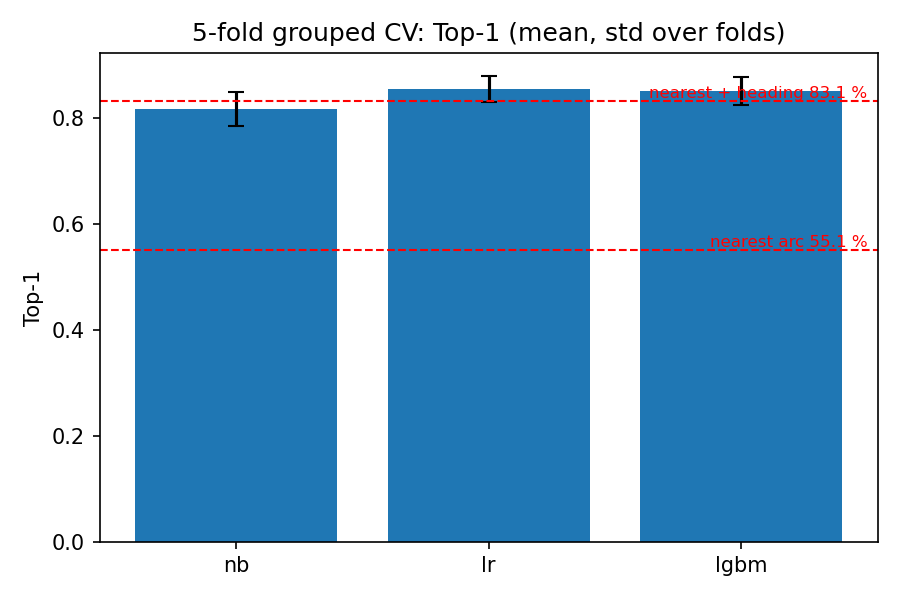 5-fold grouped CV: Top-1 (mean, std over folds)
nearest + heading 83.1 %
0.8
0.6
nearest arc 55.1 %
Top-1
0.4
0.2
0.0
nb
lr
lgbm